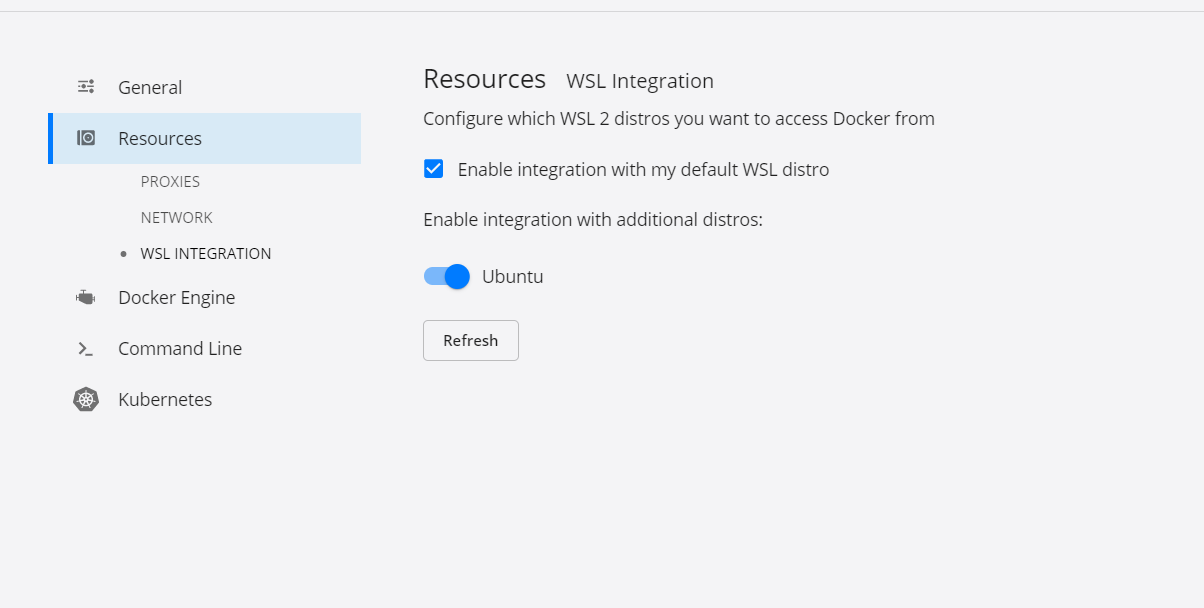 General
Resources
PROXIES
NETWORK
WSL INTEGRATION
Docker Engine
Command Line
Kubernetes
Resources WSL Integration
Configure which WSL 2 distros you want to access Docker from
Enable integration with my default WSL distro
Enable integration with additional distros:
Ubuntu
Refresh